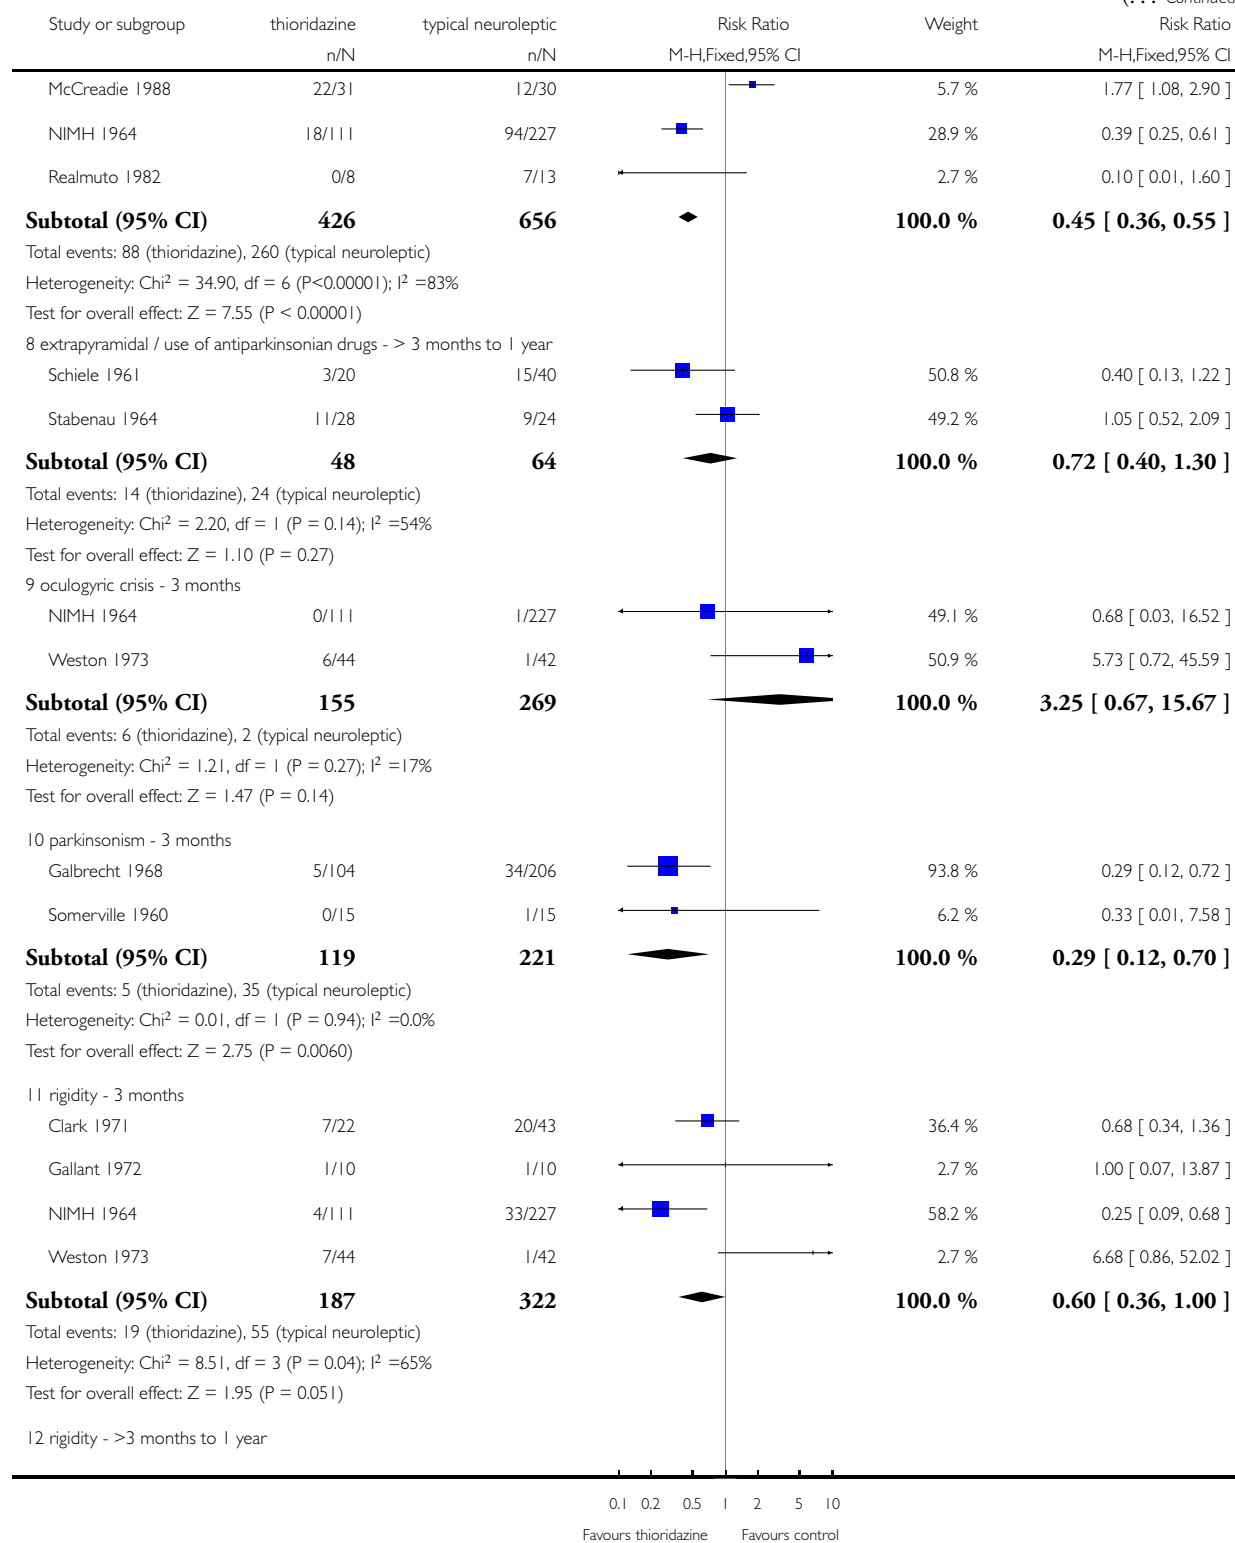 (. . . Continued
Study or subgroup thioridazine typical neuroleptic Risk Ratio Weight Risk Ratio
n/N n/N M-H,Fixed,95% CI M-H,Fixed,95% CI
McCreadie 1988 22/31 12/30 5.7 % 1.77 [ 1.08, 2.90 ]
NIMH 1964 18/111 94/227 28.9 % 0.39 [ 0.25, 0.61 ]
Realmuto 1982 0/8 7/13 2.7 % 0.10 [ 0.01, 1.60 ]
Subtotal (95% CI) 426 656 100.0 % 0.45 [ 0.36, 0.55 ]
Total events: 88 (thioridazine), 260 (typical neuroleptic)
Heterogeneity: Chi² = 34.90, df = 6 (P<0.00001); I² =83%
Test for overall effect: Z = 7.55 (P < 0.00001)
8 extrapyramidal / use of antiparkinsonian drugs - > 3 months to 1 year
Schiele 1961 3/20 15/40 50.8 % 0.40 [ 0.13, 1.22 ]
Stabenau 1964 11/28 9/24 49.2 % 1.05 [ 0.52, 2.09 ]
Subtotal (95% CI) 48 64 100.0 % 0.72 [ 0.40, 1.30 ]
Total events: 14 (thioridazine), 24 (typical neuroleptic)
Heterogeneity: Chi² = 2.20, df = 1 (P = 0.14); I² =54%
Test for overall effect: Z = 1.10 (P = 0.27)
9 oculogyric crisis - 3 months
NIMH 1964 0/111 1/227 49.1 % 0.68 [ 0.03, 16.52 ]
Weston 1973 6/44 1/42 50.9 % 5.73 [ 0.72, 45.59 ]
Subtotal (95% CI) 155 269 100.0 % 3.25 [ 0.67, 15.67 ]
Total events: 6 (thioridazine), 2 (typical neuroleptic)
Heterogeneity: Chi² = 1.21, df = 1 (P = 0.27); I² =17%
Test for overall effect: Z = 1.47 (P = 0.14)
10 parkinsonism - 3 months
Galbrecht 1968 5/104 34/206 93.8 % 0.29 [ 0.12, 0.72 ]
Somerville 1960 0/15 1/15 6.2 % 0.33 [ 0.01, 7.58 ]
Subtotal (95% CI) 119 221 100.0 % 0.29 [ 0.12, 0.70 ]
Total events: 5 (thioridazine), 35 (typical neuroleptic)
Heterogeneity: Chi² = 0.01, df = 1 (P = 0.94); I² =0.0%
Test for overall effect: Z = 2.75 (P = 0.0060)
11 rigidity - 3 months
Clark 1971 7/22 20/43 36.4 % 0.68 [ 0.34, 1.36 ]
Gallant 1972 1/10 1/10 2.7 % 1.00 [ 0.07, 13.87 ]
NIMH 1964 4/111 33/227 58.2 % 0.25 [ 0.09, 0.68 ]
Weston 1973 7/44 1/42 2.7 % 6.68 [ 0.86, 52.02 ]
Subtotal (95% CI) 187 322 100.0 % 0.60 [ 0.36, 1.00 ]
Total events: 19 (thioridazine), 55 (typical neuroleptic)
Heterogeneity: Chi² = 8.51, df = 3 (P = 0.04); I² =65%
Test for overall effect: Z = 1.95 (P = 0.051)
12 rigidity - >3 months to 1 year
0.1 0.2 0.5 1 2 5 10
Favours thioridazine Favours control